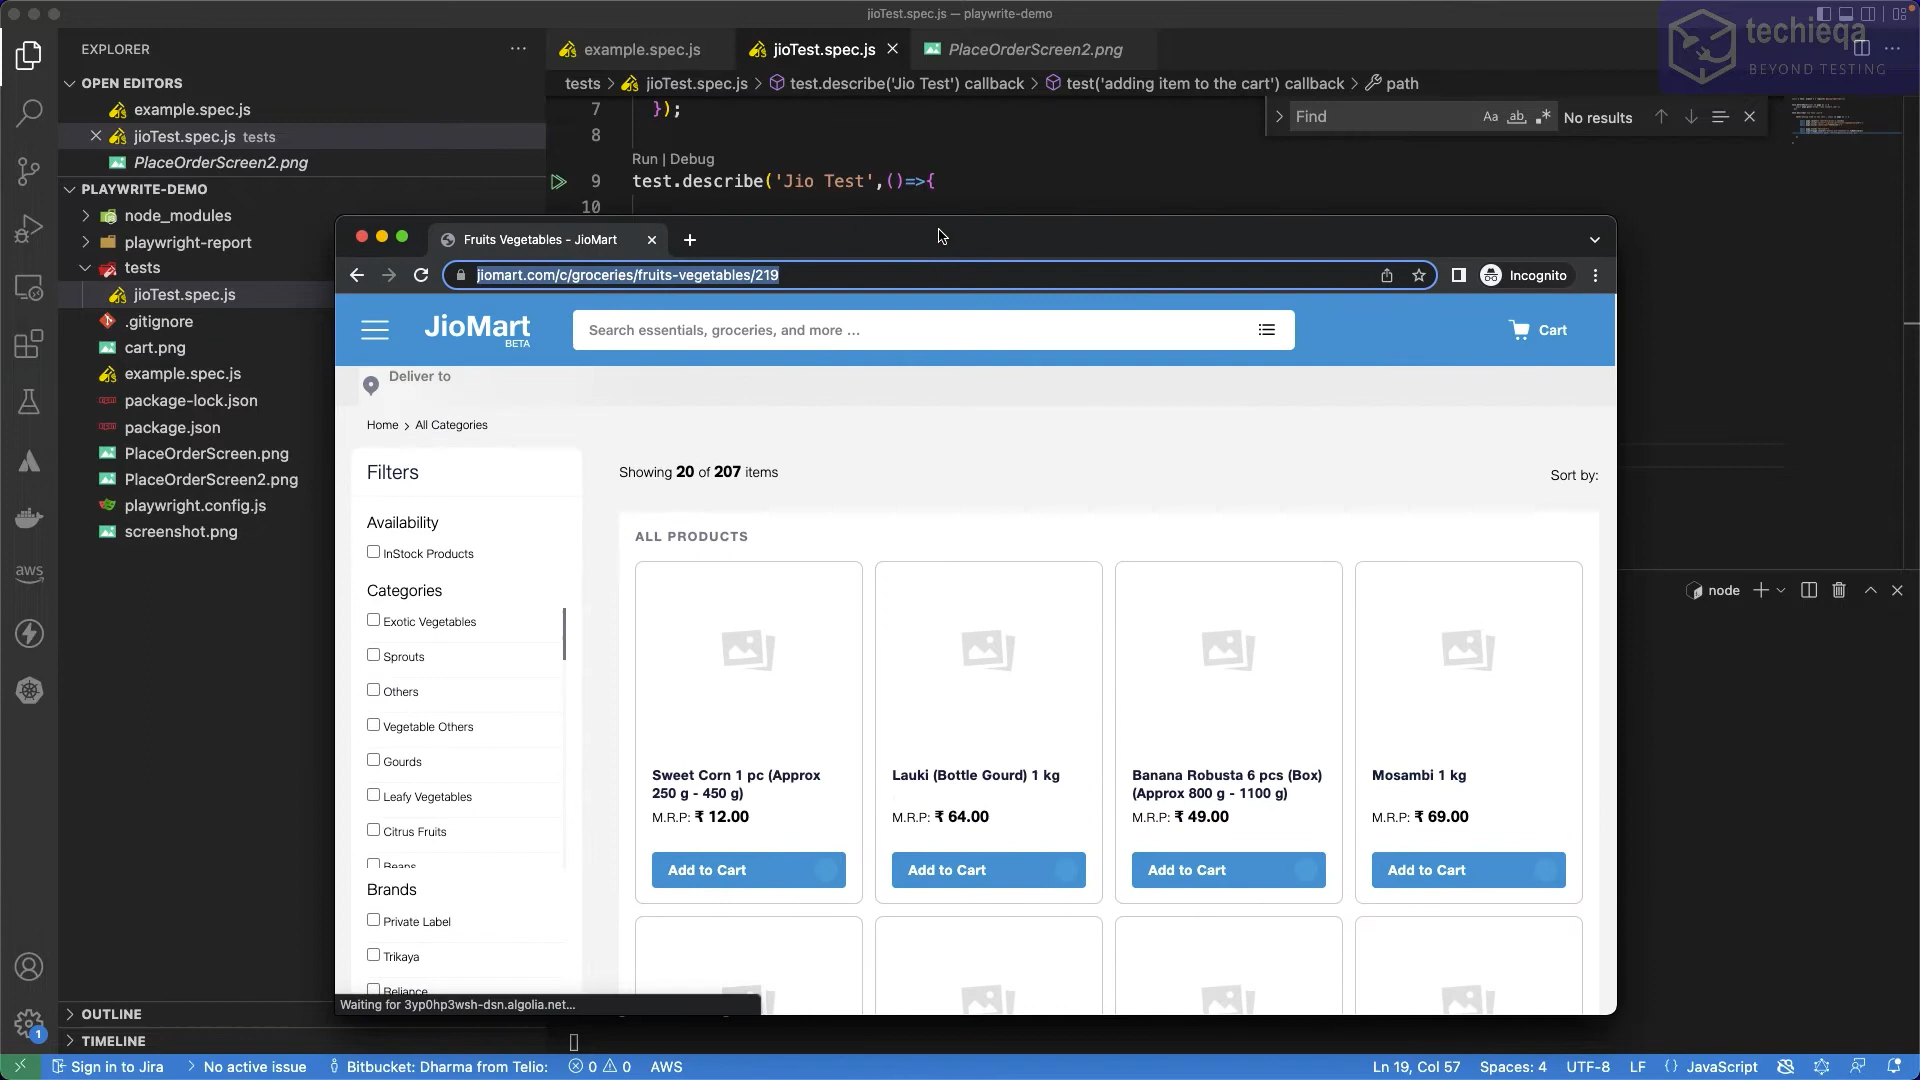 jioTest.spec.js — playwrite-demo
techieqa
BEYOND TESTING
EXPLORER
example.spec.js
jioTest.spec.js
PlaceOrderScreen2.png
OPEN EDITORS
example.spec.js
jioTest.spec.js tests
PlaceOrderScreen2.png
tests > jioTest.spec.js > test.describe('Jio Test') callback > test('adding item to the cart') callback > path
Find
Aa
ab
No results
7 });
8
Run | Debug
9 test.describe('Jio Test',()=>{
10
PLAYWRITE-DEMO
node_modules
playwright-report
tests
jioTest.spec.js
.gitignore
cart.png
example.spec.js
package-lock.json
package.json
PlaceOrderScreen.png
PlaceOrderScreen2.png
playwright.config.js
screenshot.png
aws
Fruits Vegetables - JioMart
jiomart.com/c/groceries/fruits-vegetables/219
Incognito
JioMart
BETA
Search essentials, groceries, and more ...
Cart
Deliver to
Home > All Categories
Filters
Availability
InStock Products
Categories
Exotic Vegetables
Sprouts
Others
Vegetable Others
Gourds
Leafy Vegetables
Citrus Fruits
Beans
Brands
Private Label
Trikaya
Reliance
Showing 20 of 207 items
Sort by:
ALL PRODUCTS
Sweet Corn 1 pc (Approx 250 g - 450 g)
M.R.P: ₹ 12.00
Add to Cart
Lauki (Bottle Gourd) 1 kg
M.R.P: ₹ 64.00
Add to Cart
Banana Robusta 6 pcs (Box) (Approx 800 g - 1100 g)
M.R.P: ₹ 49.00
Add to Cart
Mosambi 1 kg
M.R.P: ₹ 69.00
Add to Cart
Waiting for 3yp0hp3wsh-dsn.algolia.net...
node
OUTLINE
TIMELINE
1
Sign in to Jira
No active issue
Bitbucket: Dharma from Telio:
0
0
AWS
Ln 19, Col 57
Spaces: 4
UTF-8
LF
{} JavaScript